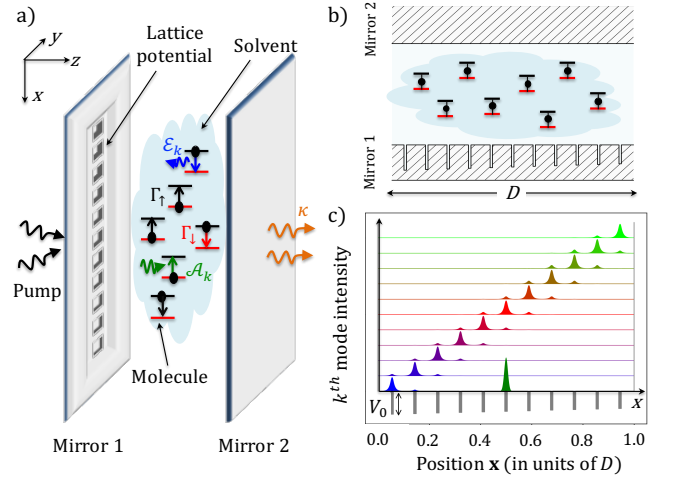 a)
y
z
x
Lattice
potential
Solvent
ℰₖ
Γ↑
Γ↓
𝒜ₖ
κ
Pump
Molecule
Mirror 1
Mirror 2
b)
Mirror 2
Mirror 1
D
c)
kᵗʰ mode intensity
V₀
x
0.0 0.2 0.4 0.6 0.8 1.0
Position x (in units of D)